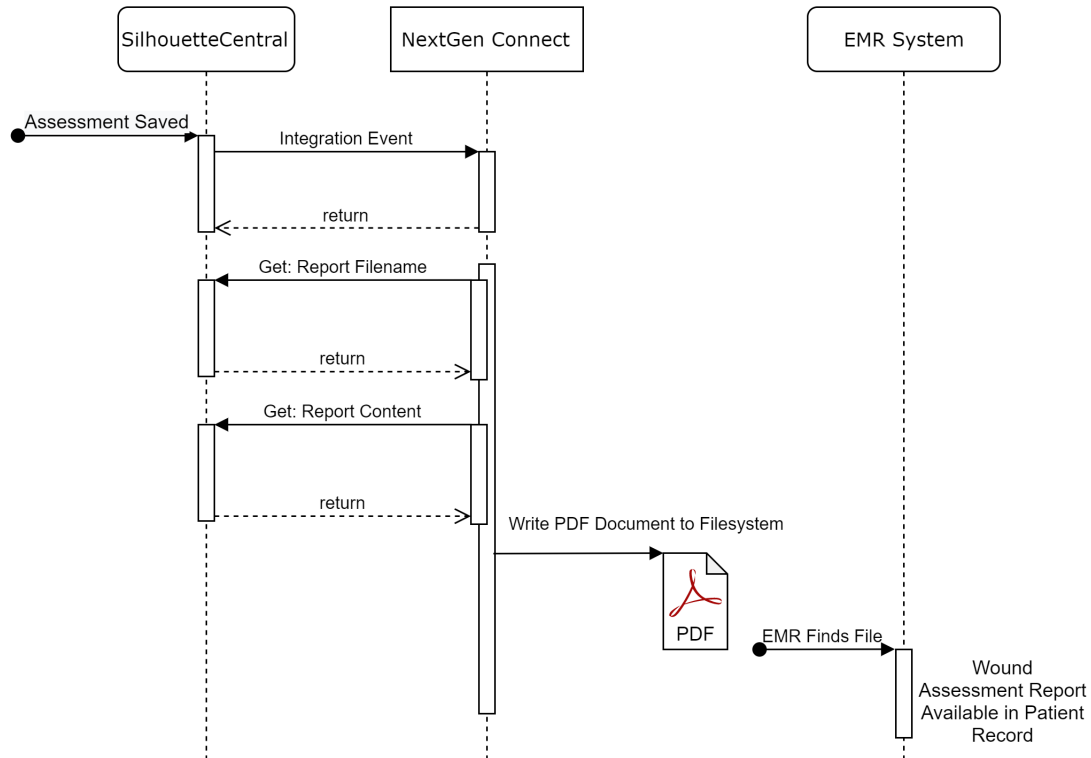 SilhouetteCentral
NextGen Connect
EMR System
Assessment Saved
Integration Event
return
Get: Report Filename
return
Get: Report Content
return
Write PDF Document to Filesystem
PDF
EMR Finds File
Wound
Assessment Report
Available in Patient
Record